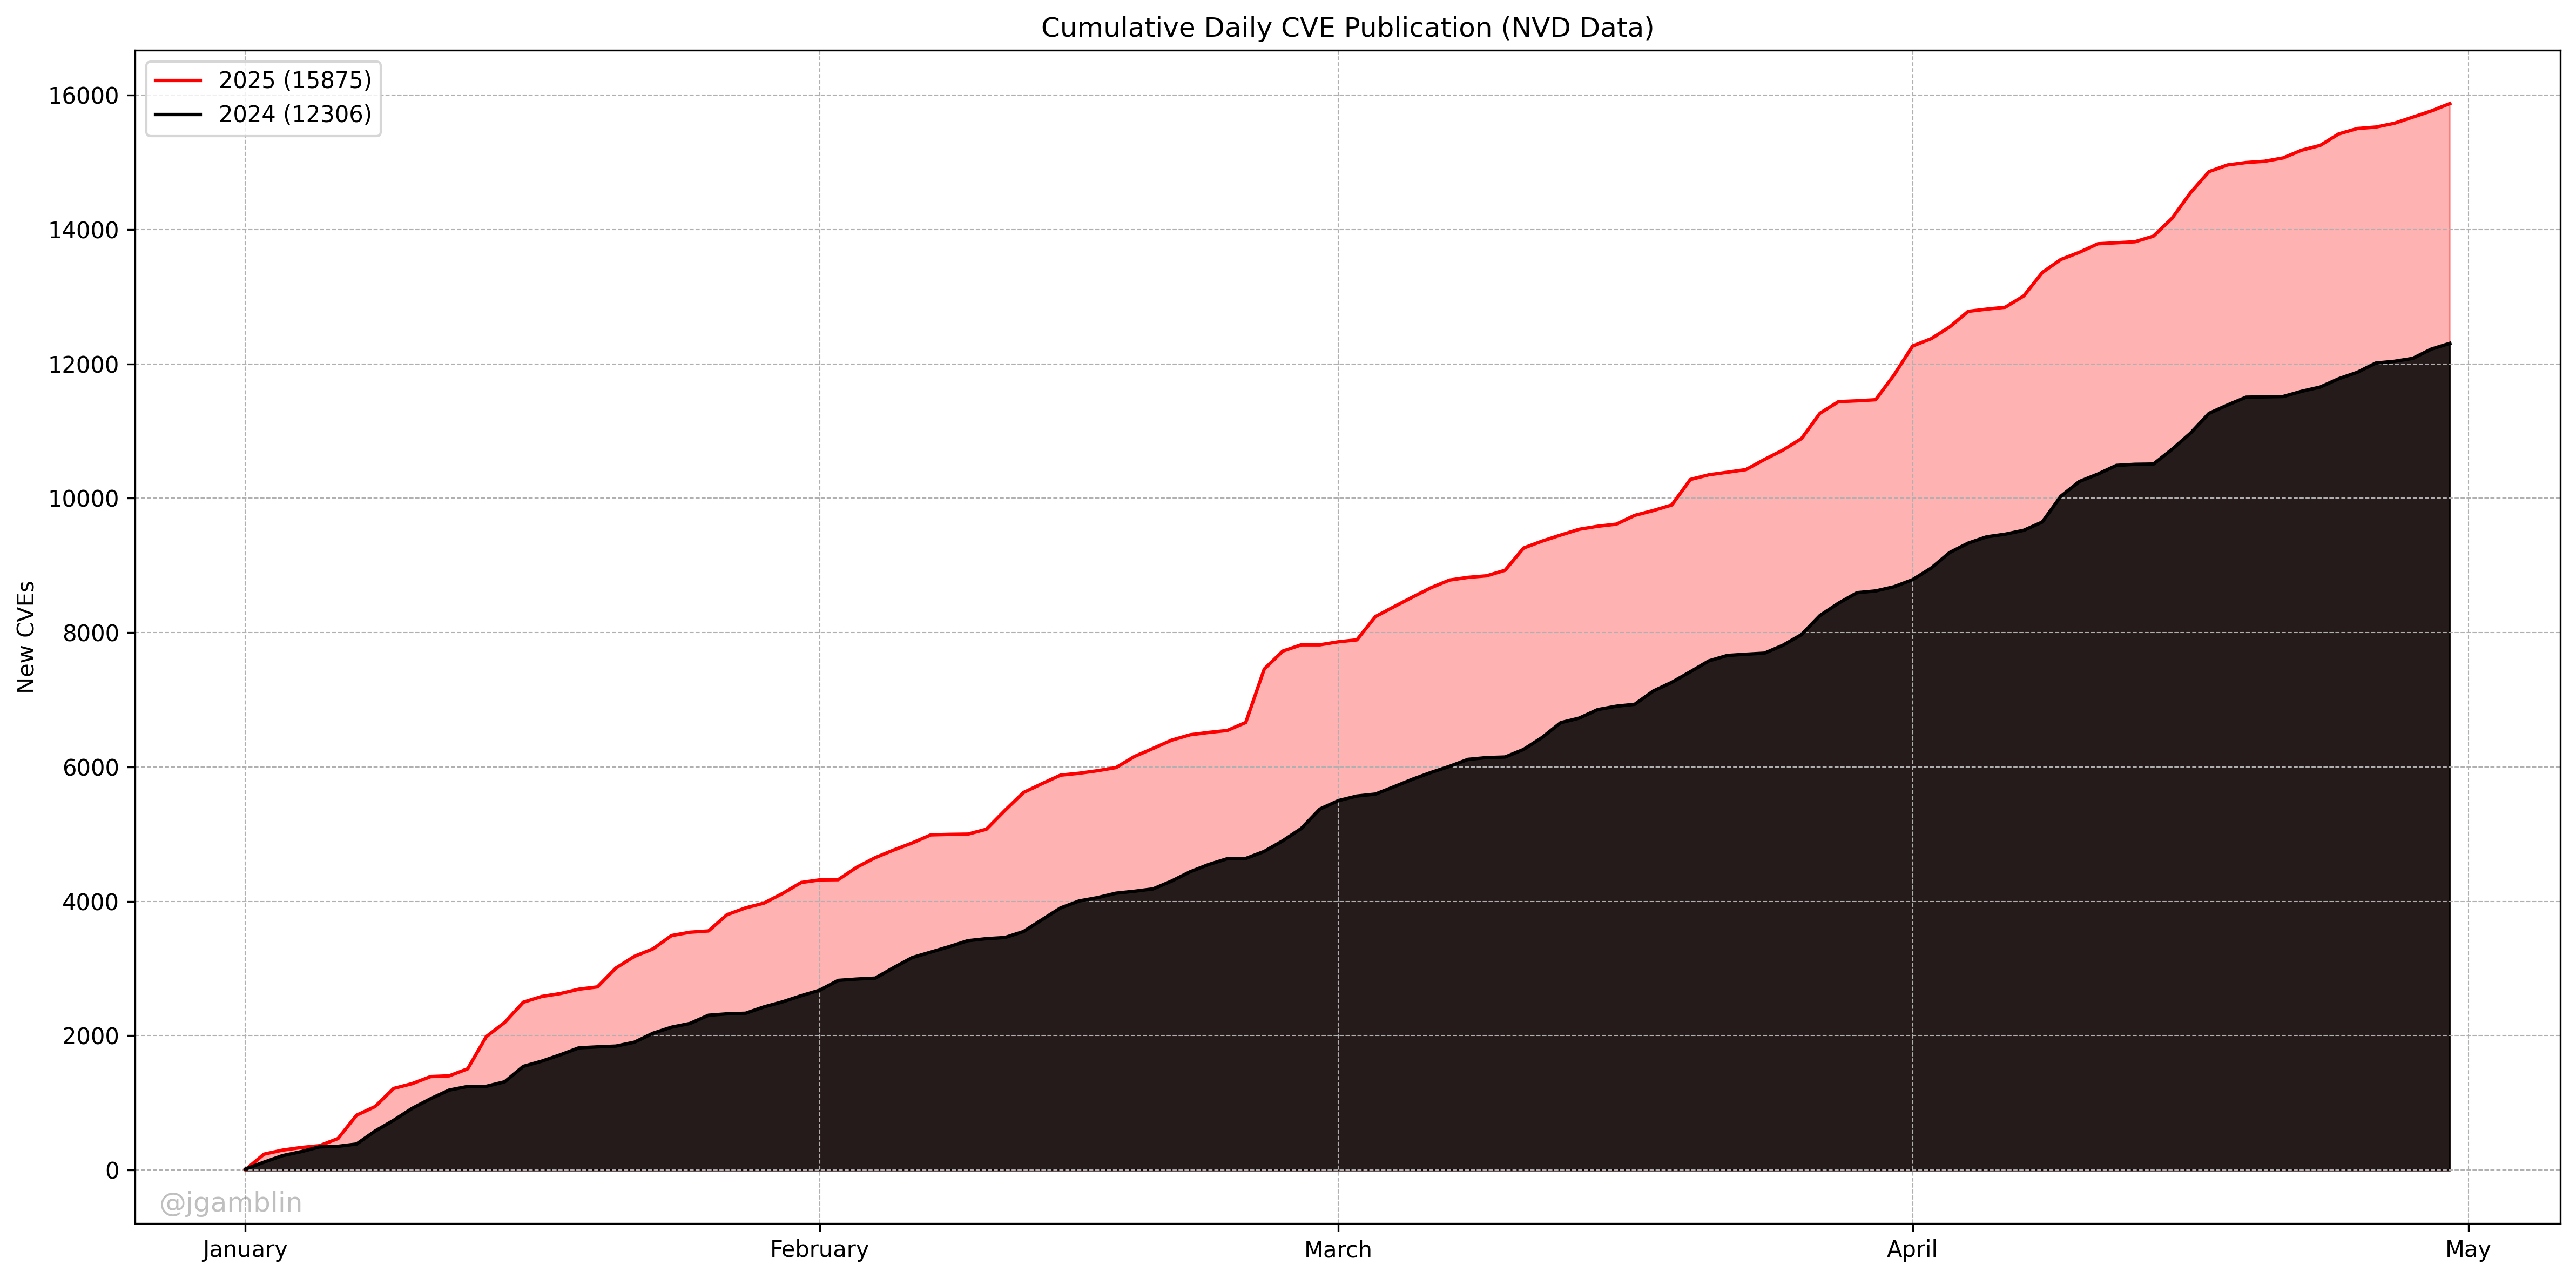 Cumulative Daily CVE Publication (NVD Data)
2025 (15875)
2024 (12306)
New CVEs
16000
14000
12000
10000
8000
6000
4000
2000
0
@jgamblin
January February March April May